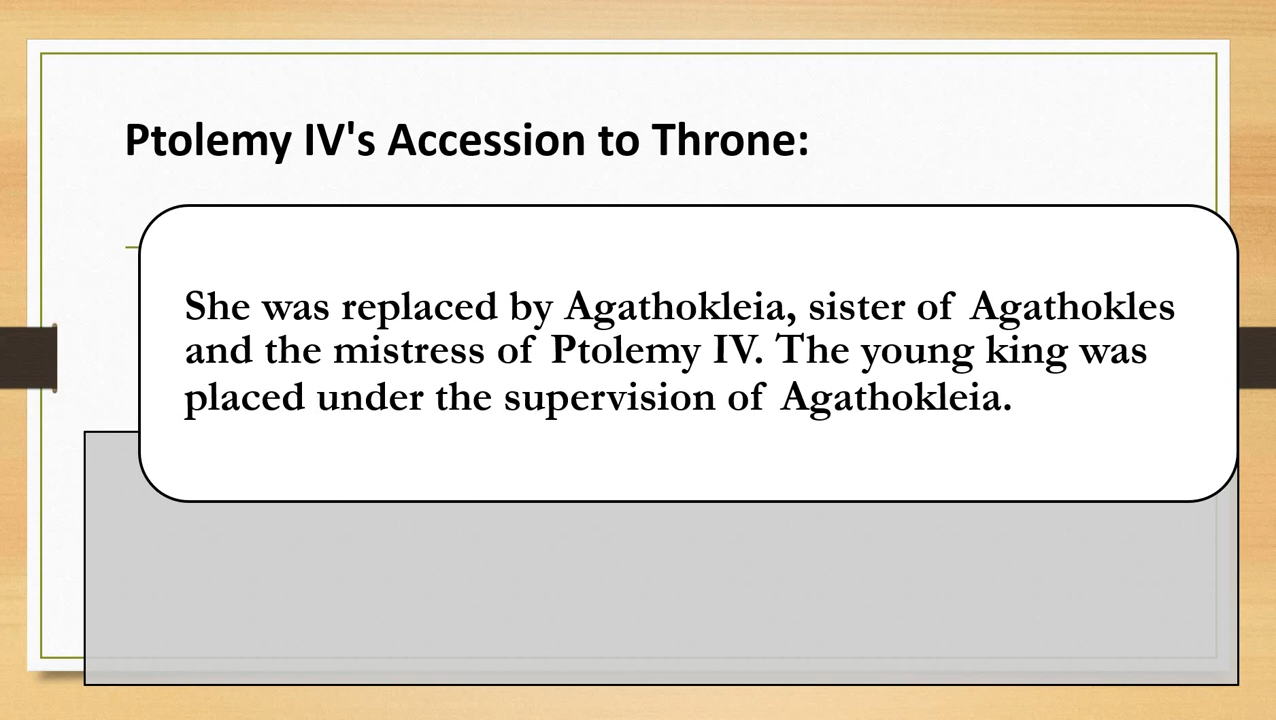 Ptolemy IV's Accession to Throne:
She was replaced by Agathokleia, sister of Agathokles
and the mistress of Ptolemy IV. The young king was
placed under the supervision of Agathokleia.